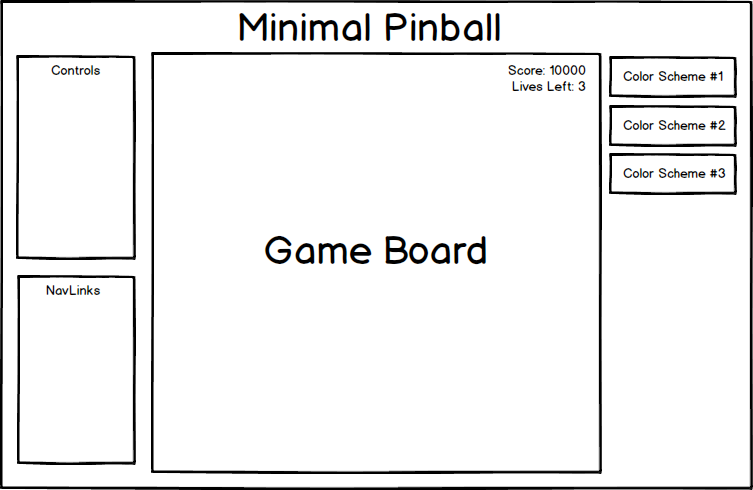 Minimal Pinball
Controls
NavLinks
Score: 10000
Lives Left: 3
Game Board
Color Scheme #1
Color Scheme #2
Color Scheme #3